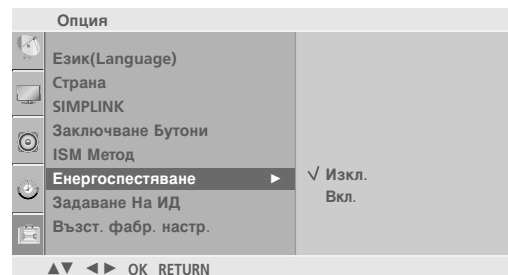 Опция
Език(Language)
Страна
SIMPLINK
Заключване Бутони
ISM Метод
Енергоспестяване ►
√ Изкл.
Вкл.
Задаване На ИД
Възст. фабр. настр.
▲▼ ◄► OK RETURN